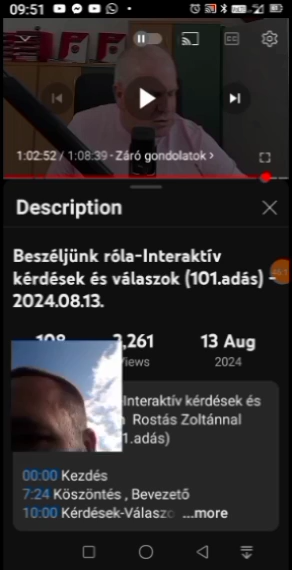 09:51
1:02:52 / 1:08:39 · Záró gondolatok ›
Description
Beszéljünk róla-Interaktív
kérdések és válaszok (101.adás) -
2024.08.13.
108 2,261 13 Aug
Views 2024
-Interaktív kérdések és
Rostás Zoltánnal
00:00 Kezdés
7:24 Köszöntés , Bevezető
10:00 Kérdések-Válaszo ...more